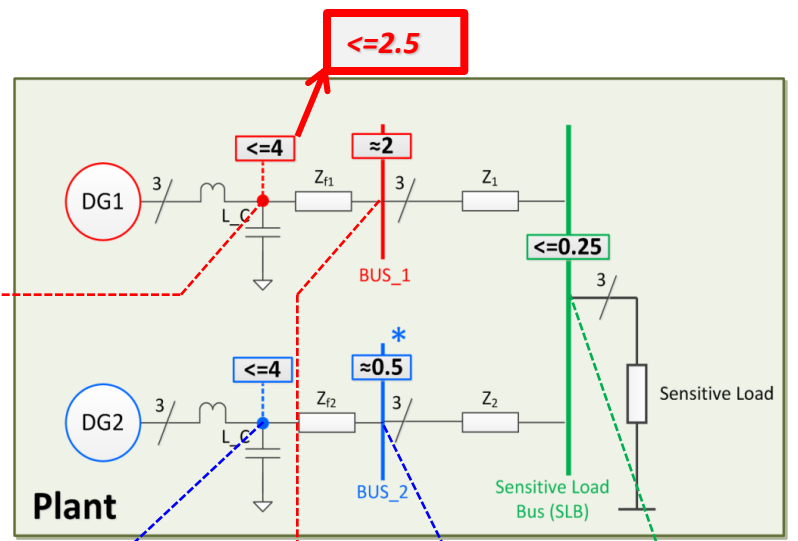 <=2.5
<=4
≈2
3
Z_f1
3
Z_1
DG1
L_C
<=0.25
BUS_1
3
*
<=4
≈0.5
3
Z_f2
3
Z_2
Sensitive Load
DG2
L_C
BUS_2
Sensitive Load
Bus (SLB)
Plant